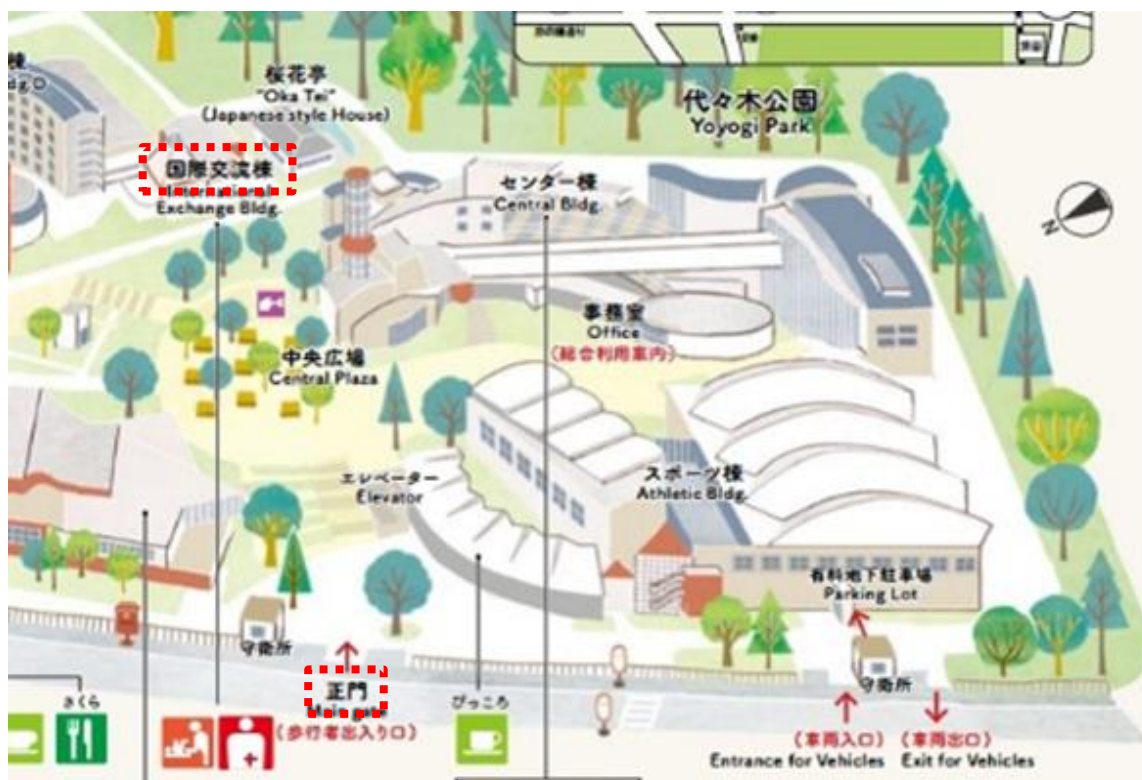 棟
桜花亭
"Oka Tei"
(Japanese style House)
代々木公園
Yoyogi Park
国際交流棟
International
Exchange Bldg.
センター棟
Central Bldg.
N
事務室
Office
(総合利用案内)
中央広場
Central Plaza
エレベーター
Elevator
スポーツ棟
Athletic Bldg.
有料地下駐車場
Parking Lot
守衛所
守衛所
さくら
正門
Main gate
(歩行者出入り口)
ぴっころ
(車両入口)
Entrance for Vehicles
(車両出口)
Exit for Vehicles